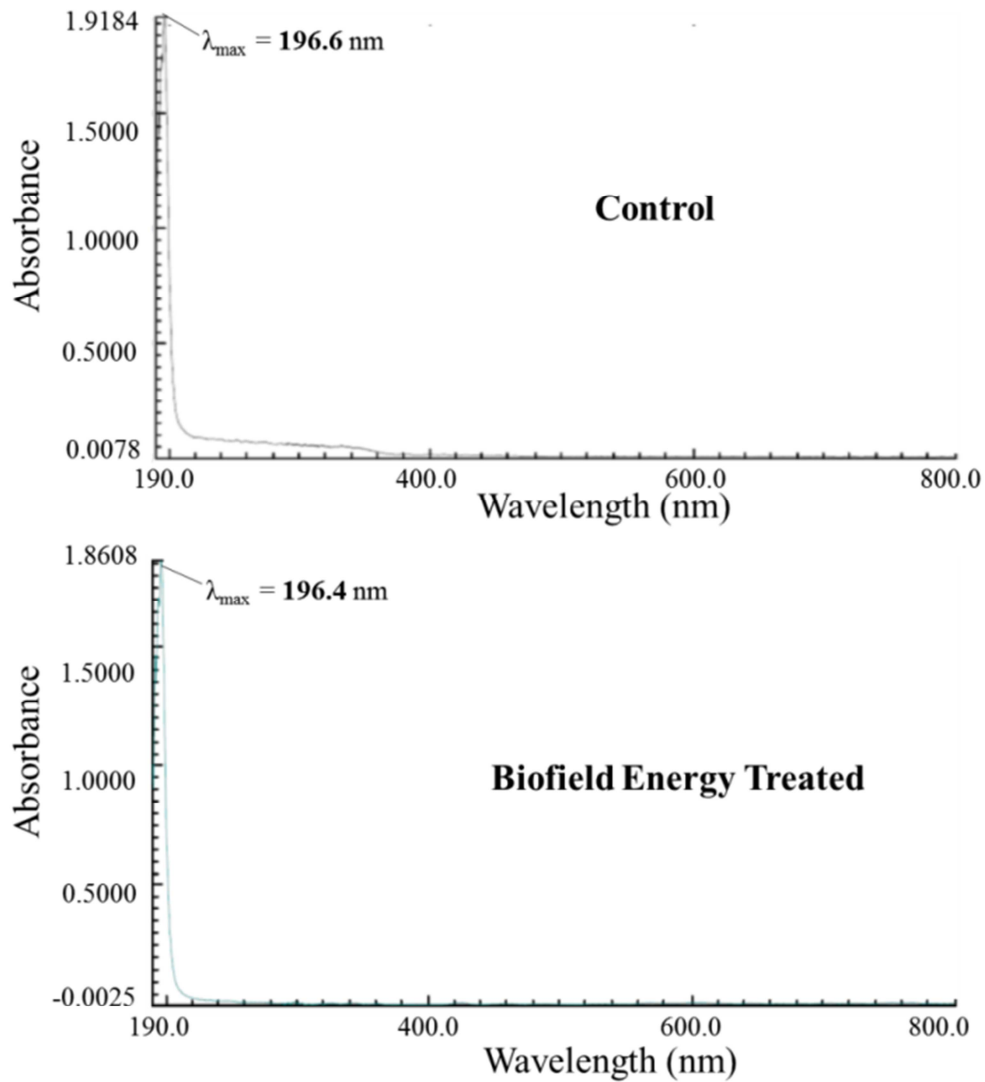 1.9184
λmax = 196.6 nm
1.5000
Control
1.0000
0.5000
0.0078
190.0 400.0 600.0 800.0
Wavelength (nm)
Absorbance
1.8608
λmax = 196.4 nm
1.5000
Biofield Energy Treated
1.0000
0.5000
-0.0025
190.0 400.0 600.0 800.0
Wavelength (nm)
Absorbance